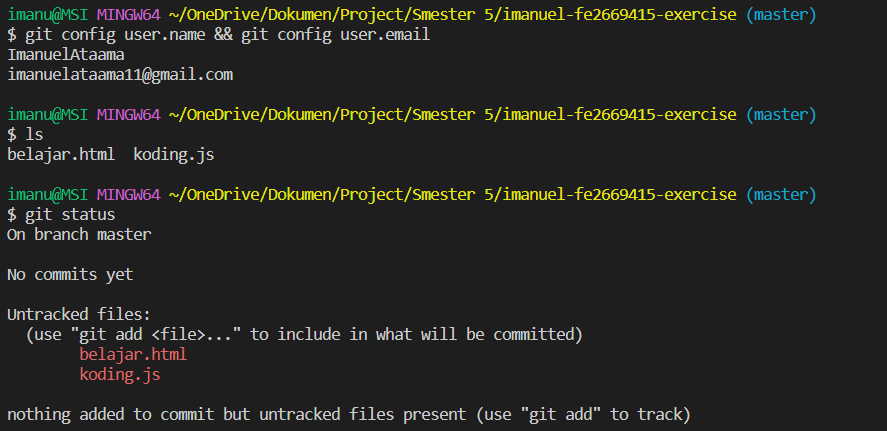 imanu@MSI MINGW64 ~/OneDrive/Dokumen/Project/Smester 5/imanuel-fe2669415-exercise (master)
$ git config user.name && git config user.email
ImanuelAtaama
imanuelataama11@gmail.com

imanu@MSI MINGW64 ~/OneDrive/Dokumen/Project/Smester 5/imanuel-fe2669415-exercise (master)
$ ls
belajar.html  koding.js

imanu@MSI MINGW64 ~/OneDrive/Dokumen/Project/Smester 5/imanuel-fe2669415-exercise (master)
$ git status
On branch master

No commits yet

Untracked files:
  (use "git add <file>..." to include in what will be committed)
        belajar.html
        koding.js

nothing added to commit but untracked files present (use "git add" to track)